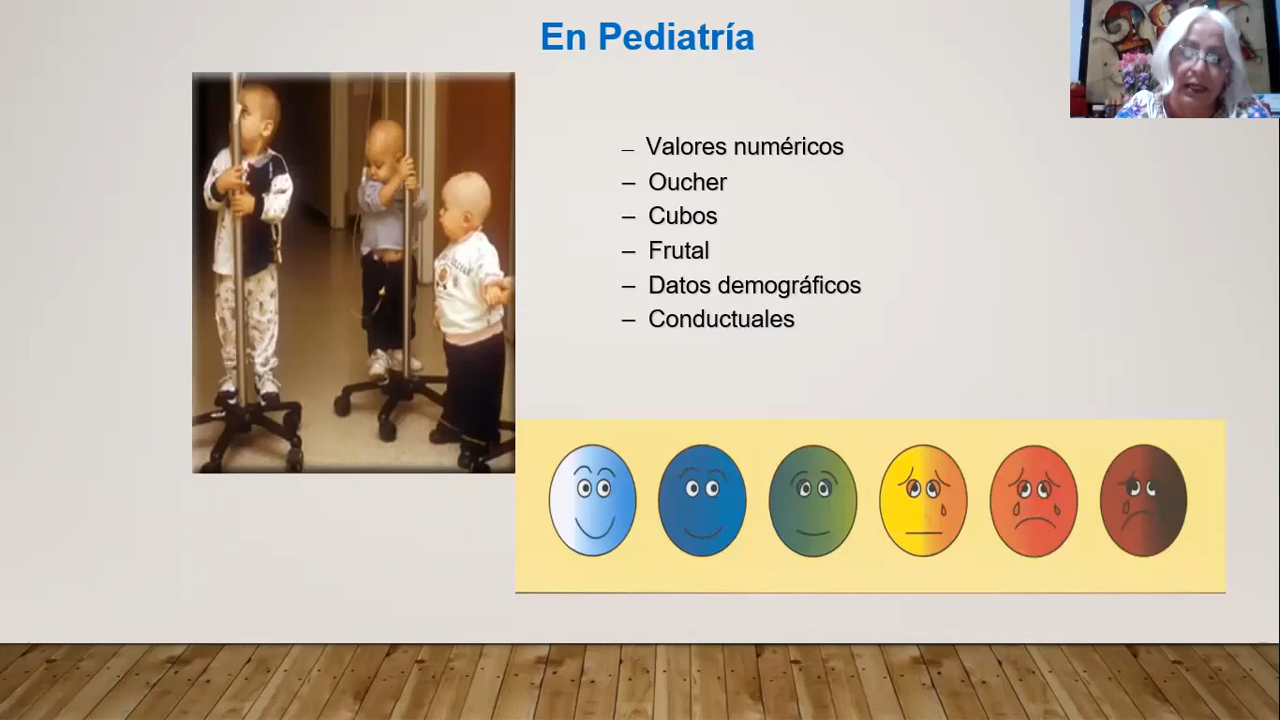 En Pediatría
– Valores numéricos
– Oucher
– Cubos
– Frutal
– Datos demográficos
– Conductuales